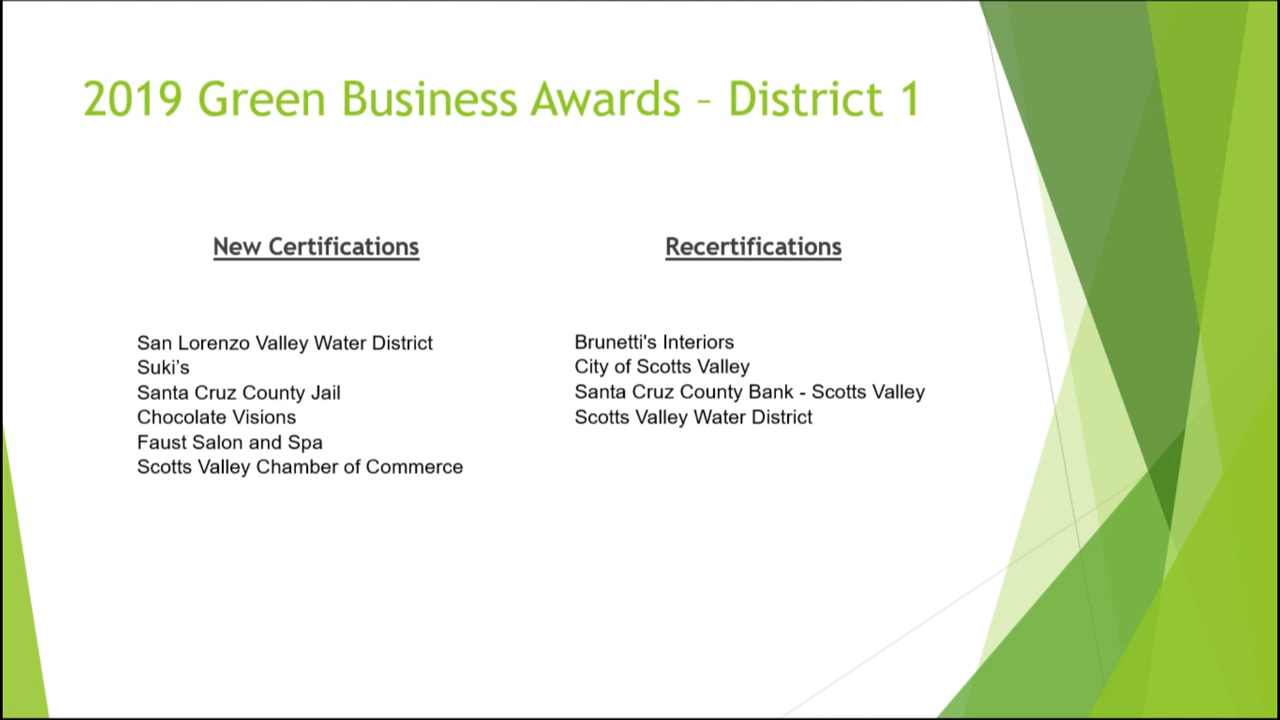 2019 Green Business Awards – District 1
New Certifications
San Lorenzo Valley Water District
Suki's
Santa Cruz County Jail
Chocolate Visions
Faust Salon and Spa
Scotts Valley Chamber of Commerce
Recertifications
Brunetti's Interiors
City of Scotts Valley
Santa Cruz County Bank - Scotts Valley
Scotts Valley Water District